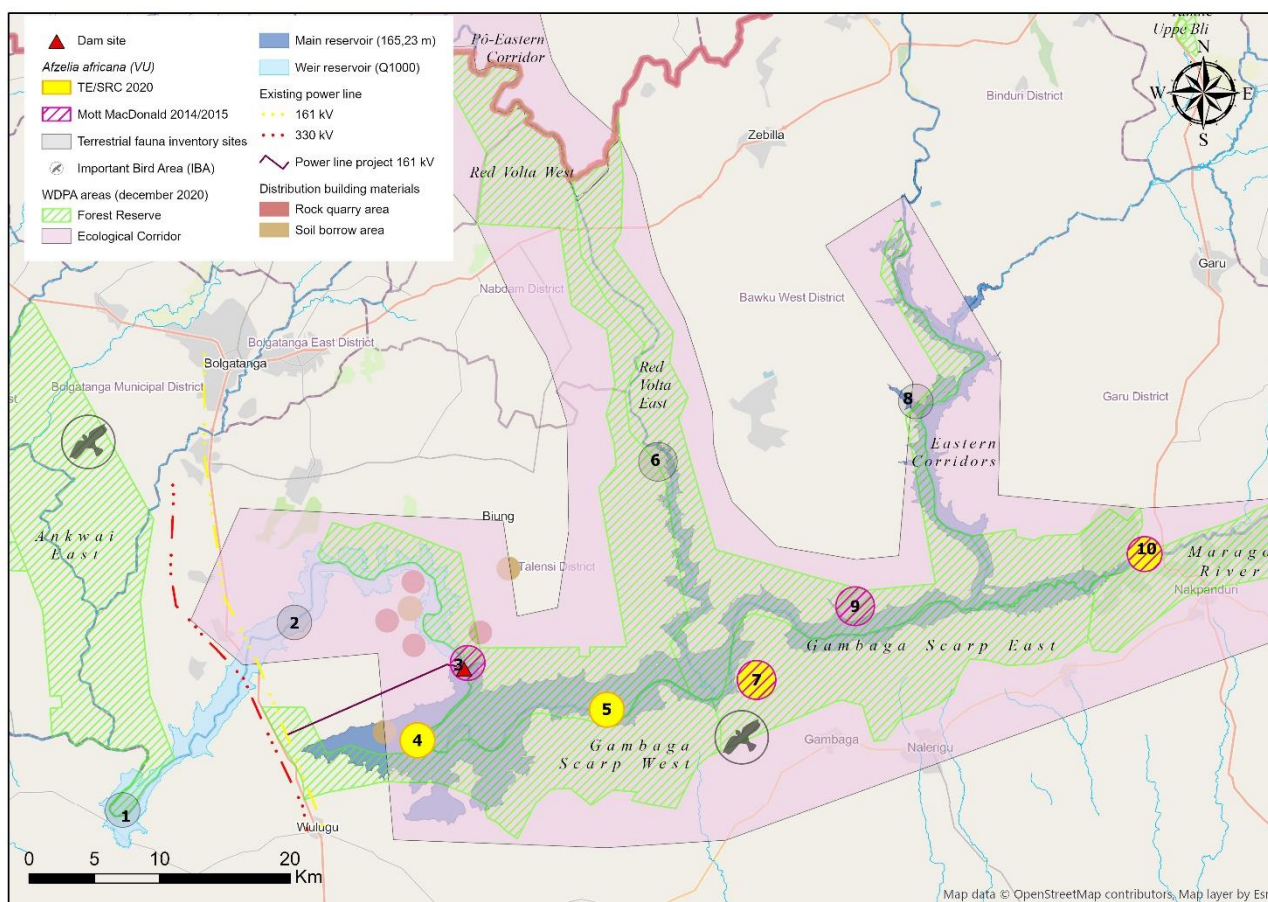 Dam site
Afzelia africana (VU)
TE/SRC 2020
Mott MacDonald 2014/2015
Terrestrial fauna inventory sites
Important Bird Area (IBA)
WDPA areas (december 2020)
Forest Reserve
Ecological Corridor
Main reservoir (165,23 m)
Weir reservoir (Q1000)
Existing power line
161 kV
330 kV
Power line project 161 kV
Distribution building materials
Rock quarry area
Soil borrow area
Pô-Eastern
Corridor
Uppe Bli
N
W
E
S
Binduri District
Zebilla
Red Volta West
Garu
Nabdam District
Bawku West District
Bolgatanga East District
Bolgatanga
Bolgatanga Municipal District
Red
Volta
East
8
Garu District
Eastern
Corridors
6
Biung
Ankwai
East
Talensi District
10
Marago
River
Nakpanduri
9
2
Gambaga Scarp East
3
7
5
4
Gambaga
Scarp West
Gambaga
Nalerigu
1
Wulugu
0
5
10
20
Km
Map data © OpenStreetMap contributors, Map layer by Esr